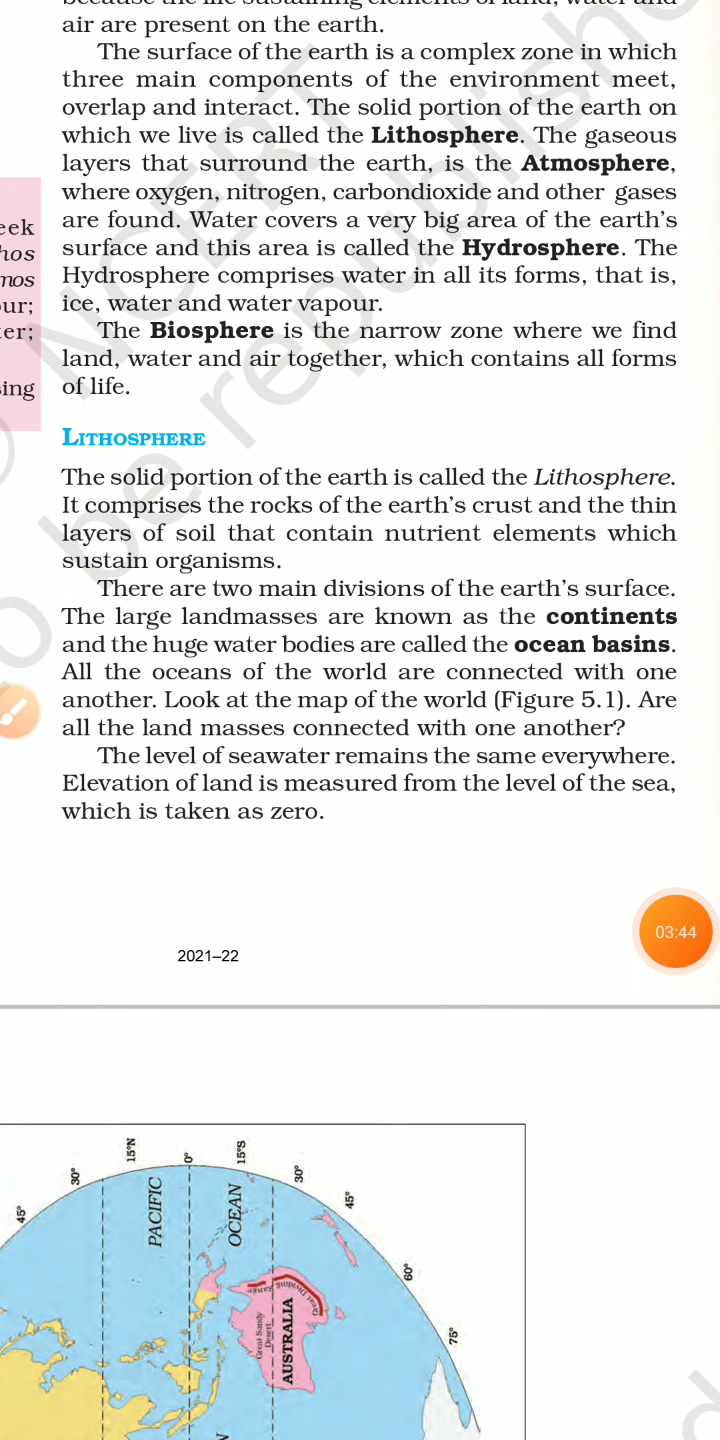 air are present on the earth.
The surface of the earth is a complex zone in which
three main components of the environment meet,
overlap and interact. The solid portion of the earth on
which we live is called the Lithosphere. The gaseous
layers that surround the earth, is the Atmosphere,
where oxygen, nitrogen, carbondioxide and other gases
are found. Water covers a very big area of the earth's
surface and this area is called the Hydrosphere. The
Hydrosphere comprises water in all its forms, that is,
ice, water and water vapour.
The Biosphere is the narrow zone where we find
land, water and air together, which contains all forms
of life.
LITHOSPHERE
The solid portion of the earth is called the Lithosphere.
It comprises the rocks of the earth's crust and the thin
layers of soil that contain nutrient elements which
sustain organisms.
There are two main divisions of the earth's surface.
The large landmasses are known as the continents
and the huge water bodies are called the ocean basins.
All the oceans of the world are connected with one
another. Look at the map of the world (Figure 5.1). Are
all the land masses connected with one another?
The level of seawater remains the same everywhere.
Elevation of land is measured from the level of the sea,
which is taken as zero.
03:44
2021–22
45°
30°
15°N
0°
15°S
30°
45°
60°
75°
PACIFIC
OCEAN
Great Dividing Range
Great Sandy
Desert
AUSTRALIA
NCERT
be republished